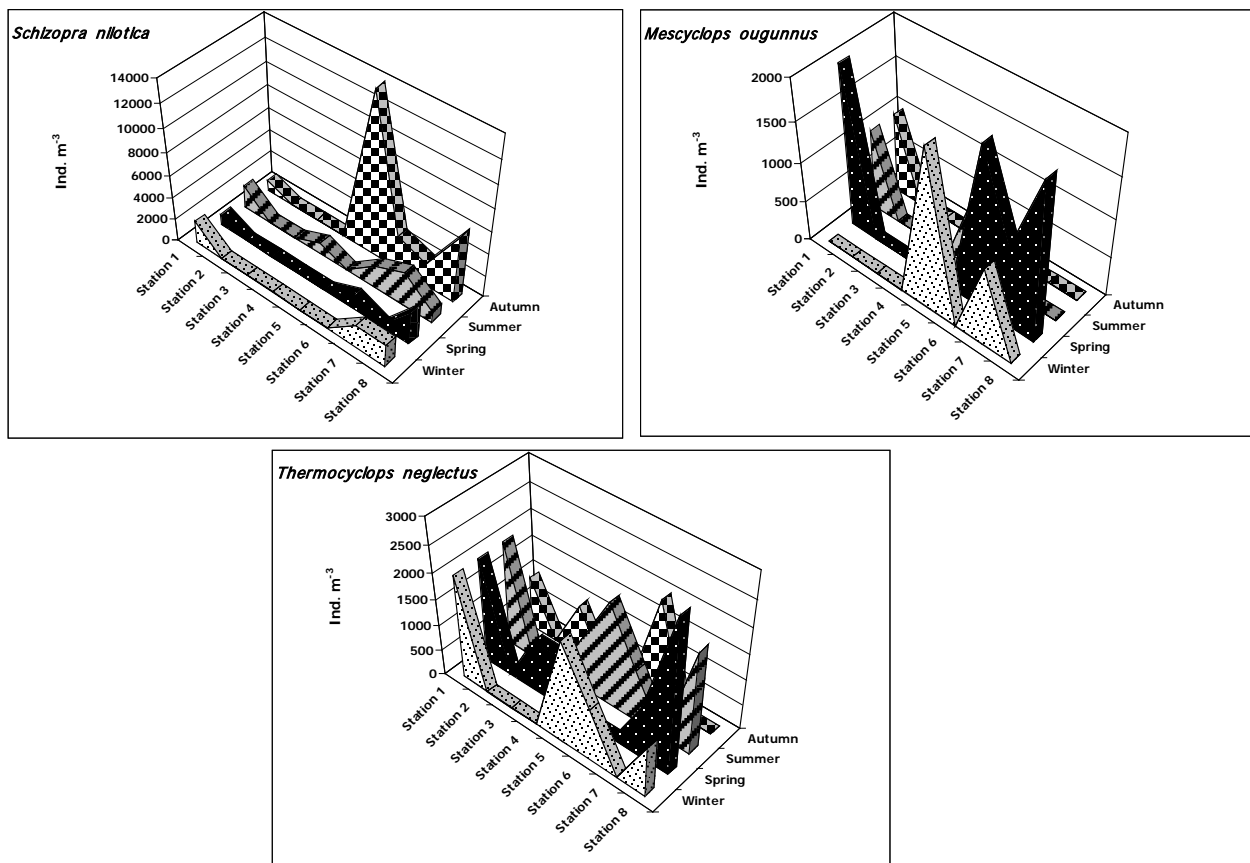 Schizopra nilotica
Ind. m-3
14000
12000
10000
8000
6000
4000
2000
0
Station 1
Station 2
Station 3
Station 4
Station 5
Station 6
Station 7
Station 8
Winter
Spring
Summer
Autumn
Mescyclops ougunnus
Ind. m-3
2000
1500
1000
500
0
Station 1
Station 2
Station 3
Station 4
Station 5
Station 6
Station 7
Station 8
Winter
Spring
Summer
Autumn
Thermocyclops neglectus
Ind. m-3
3000
2500
2000
1500
1000
500
0
Station 1
Station 2
Station 3
Station 4
Station 5
Station 6
Station 7
Station 8
Winter
Spring
Summer
Autumn